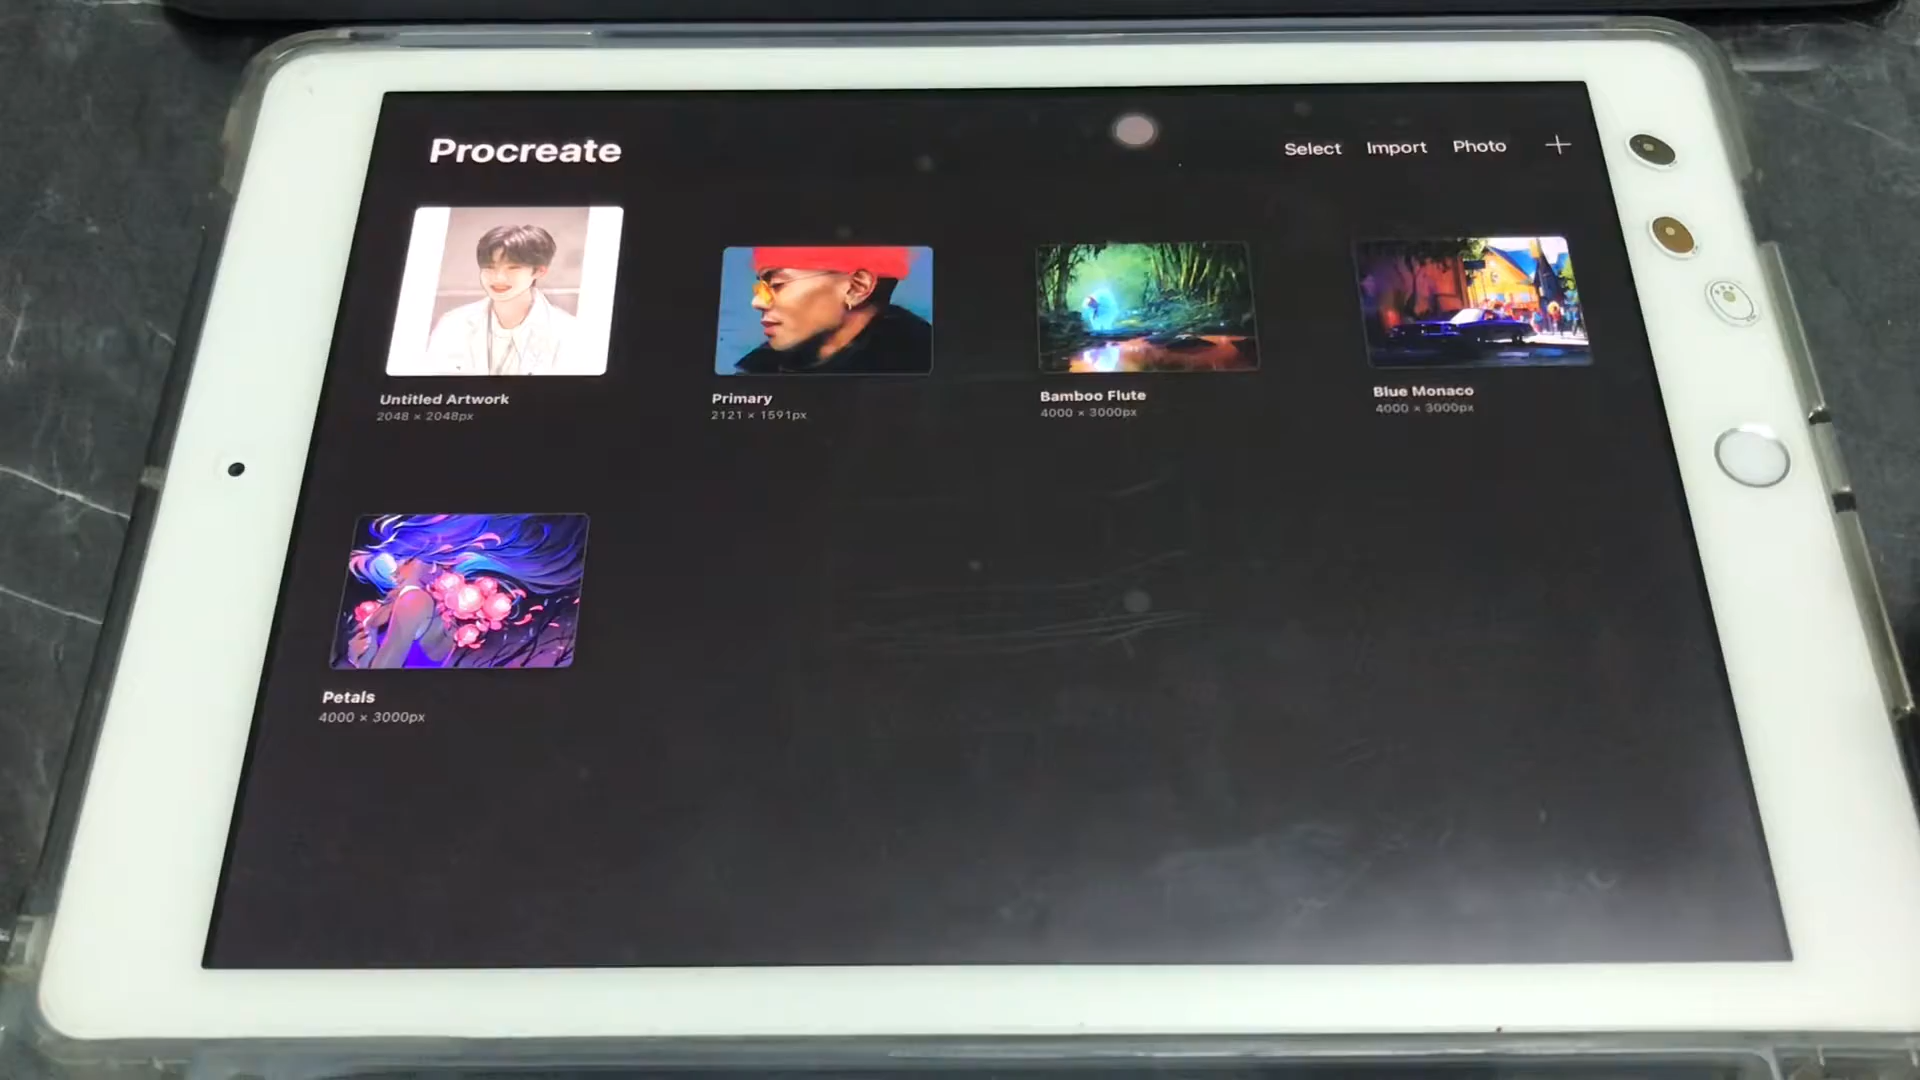 Procreate
Select Import Photo
Untitled Artwork
2048 × 2048px
Primary
2121 × 1591px
Bamboo Flute
4000 × 3000px
Blue Monaco
4000 × 3000px
Petals
4000 × 3000px